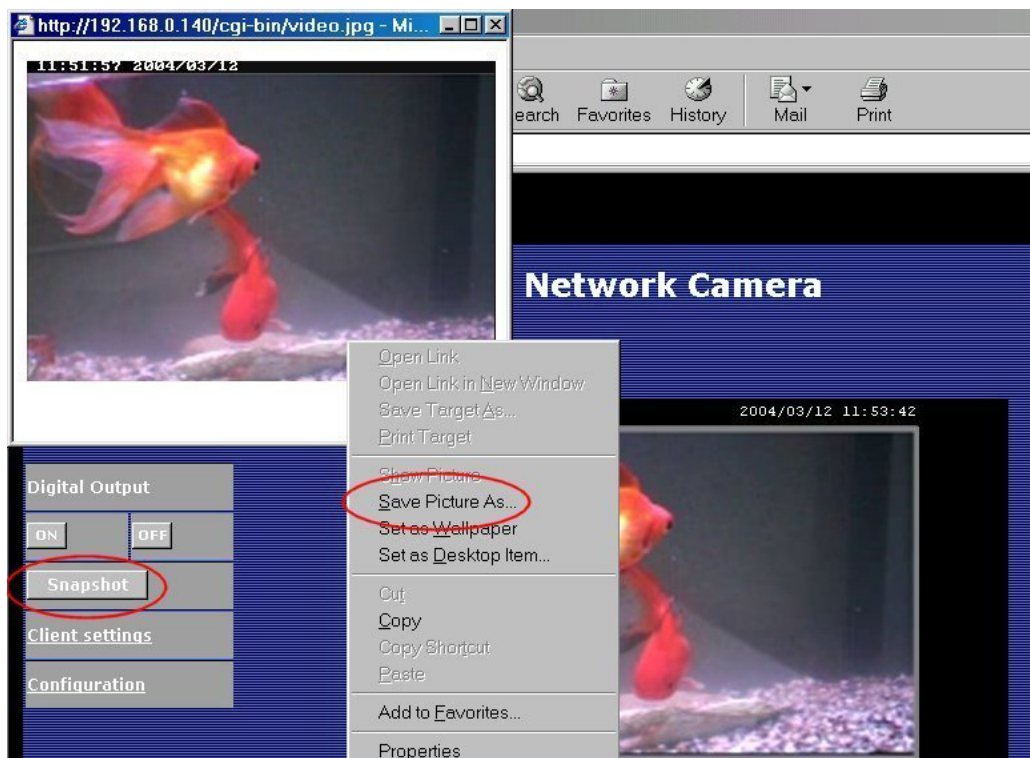 http://192.168.0.140/cgi-bin/video.jpg - Mi...
11:51:57 2004/03/12
earch Favorites History Mail Print
Network Camera
2004/03/12 11:53:42
Open Link
Open Link in New Window
Save Target As...
Print Target
Show Picture
Save Picture As...
Set as Wallpaper
Set as Desktop Item...
Cut
Copy
Copy Shortcut
Paste
Add to Favorites...
Properties
Digital Output
ON OFF
Snapshot
Client settings
Configuration